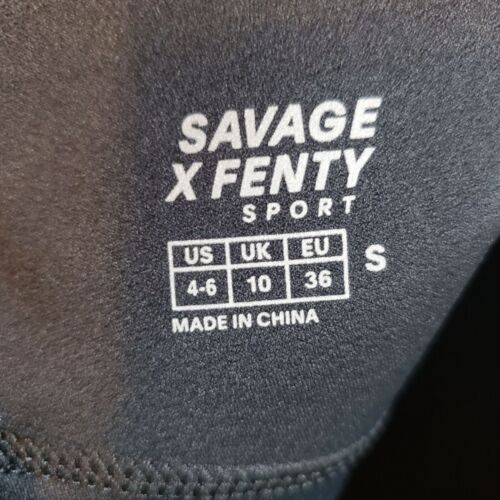 SAVAGE
X FENTY
SPORT
US UK EU
4-6 10 36 S
MADE IN CHINA